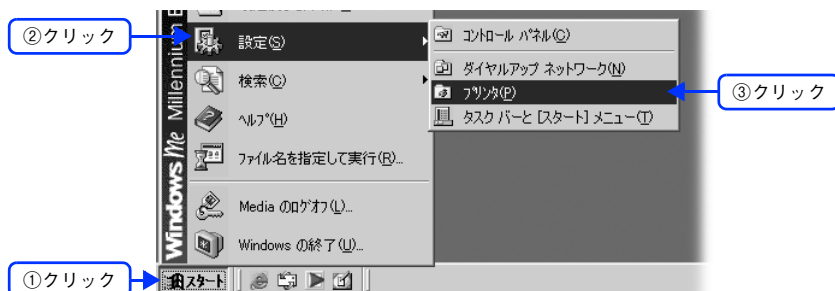 ②クリック
設定(S)
検索(C)
ヘルプ(H)
ファイル名を指定して実行(R)...
Media のログオフ(L)...
Windows の終了(U)...
コントロール パネル(C)
ダイヤルアップ ネットワーク(N)
プリンタ(P)
タスク バーと [スタート] メニュー(T)
③クリック
Windows Me Millennium
①クリック
スタート